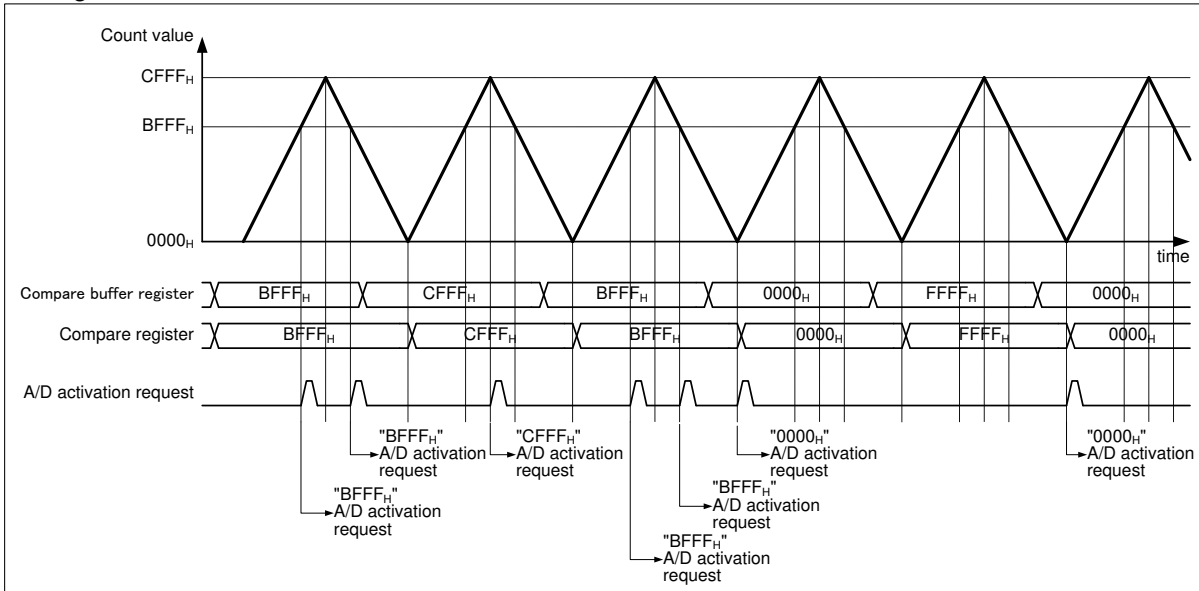 Count value
CFFFH
BFFFH
0000H
time
Compare buffer register BFFFH CFFFH BFFFH 0000H FFFFH 0000H
Compare register BFFFH CFFFH BFFFH 0000H FFFFH 0000H
A/D activation request
"BFFFH"
A/D activation
request
"CFFFH"
A/D activation
request
"0000H"
A/D activation
request
"0000H"
A/D activation
request
"BFFFH"
A/D activation
request
"BFFFH"
A/D activation
request
"BFFFH"
A/D activation
request